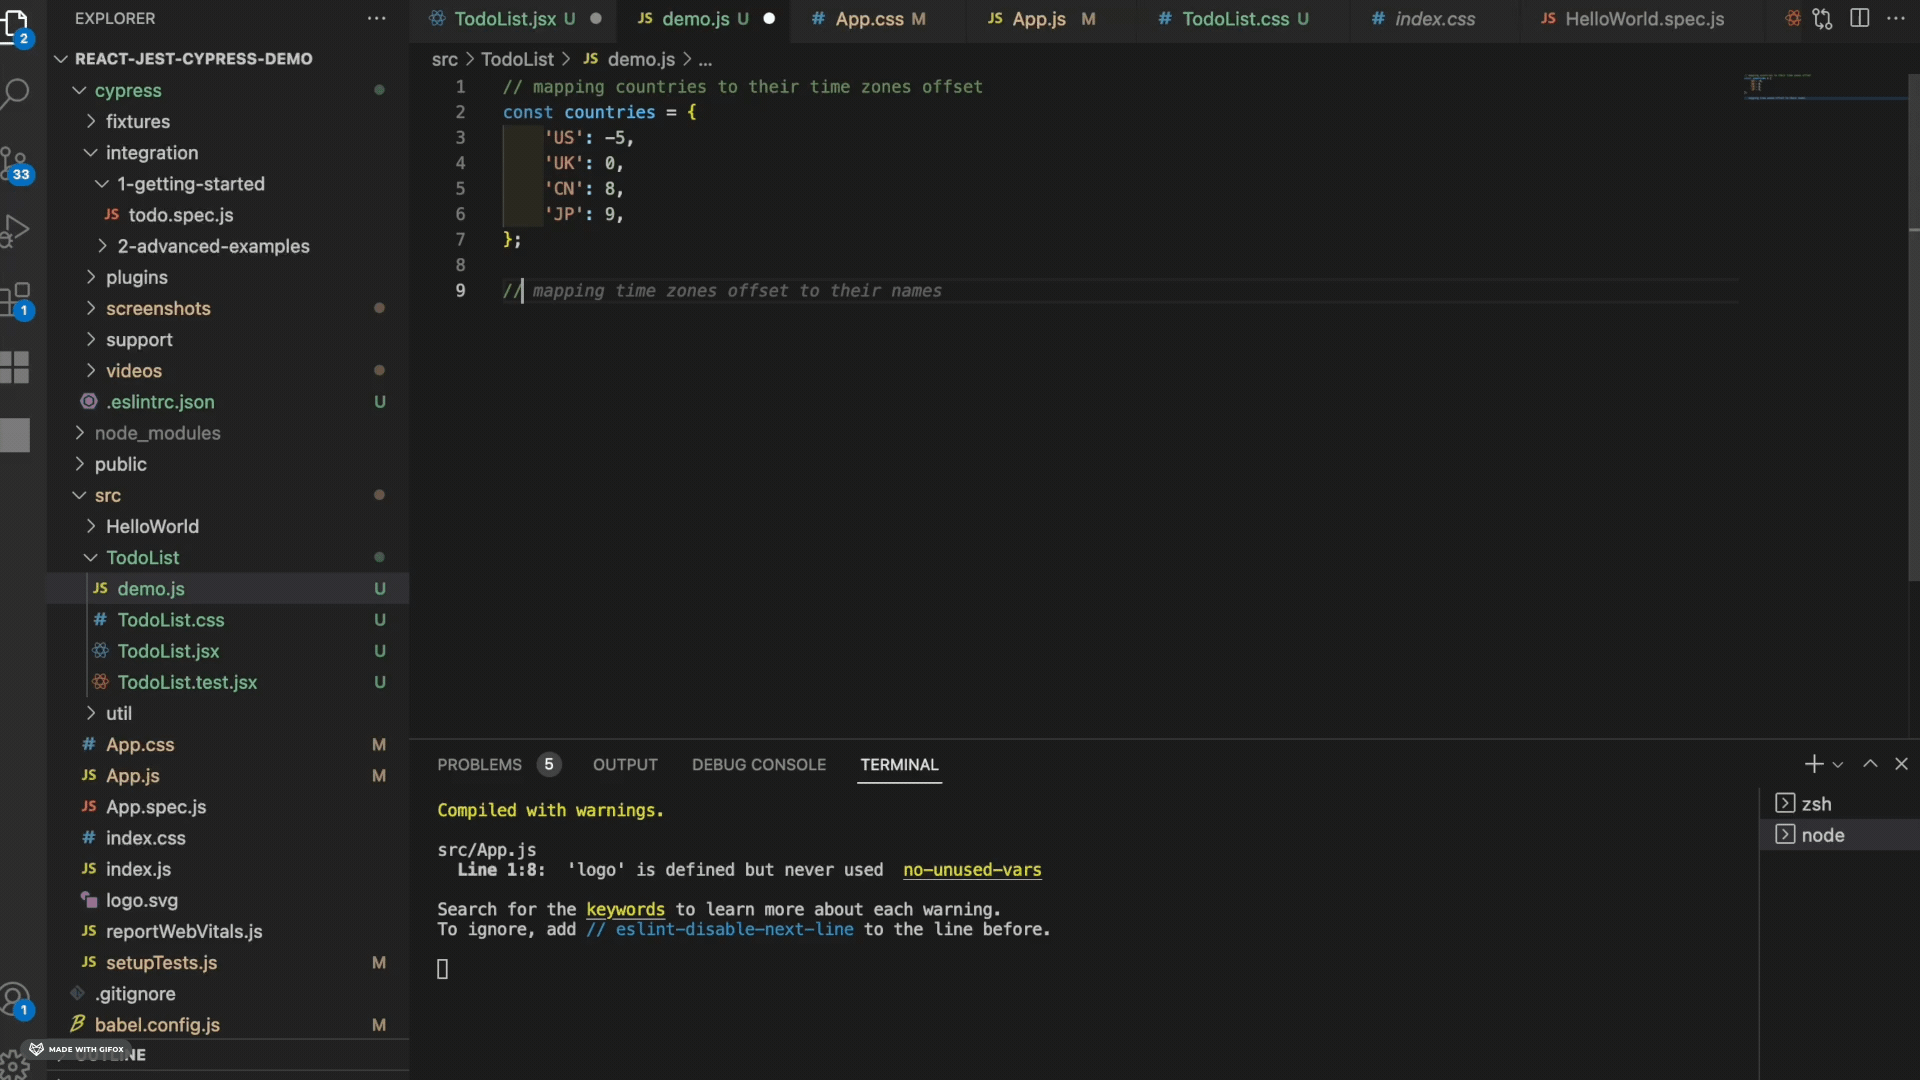 EXPLORER
REACT-JEST-CYPRESS-DEMO
cypress
fixtures
integration
1-getting-started
JS todo.spec.js
2-advanced-examples
plugins
screenshots
support
videos
.eslintrc.json U
node_modules
public
src
HelloWorld
TodoList
JS demo.js U
# TodoList.css U
TodoList.jsx U
TodoList.test.jsx U
util
# App.css M
JS App.js M
JS App.spec.js
# index.css
JS index.js
logo.svg
JS reportWebVitals.js
JS setupTests.js M
.gitignore
babel.config.js M
OUTLINE
MADE WITH GIFOX
2
33
1
1
TodoList.jsx U
JS demo.js U
# App.css M
JS App.js M
# TodoList.css U
# index.css
JS HelloWorld.spec.js
src > TodoList > JS demo.js > ...
1 // mapping countries to their time zones offset
2 const countries = {
3 'US': -5,
4 'UK': 0,
5 'CN': 8,
6 'JP': 9,
7 };
8
9 // mapping time zones offset to their names
PROBLEMS 5 OUTPUT DEBUG CONSOLE TERMINAL
Compiled with warnings.
src/App.js
Line 1:8: 'logo' is defined but never used no-unused-vars
Search for the keywords to learn more about each warning.
To ignore, add // eslint-disable-next-line to the line before.
zsh
node